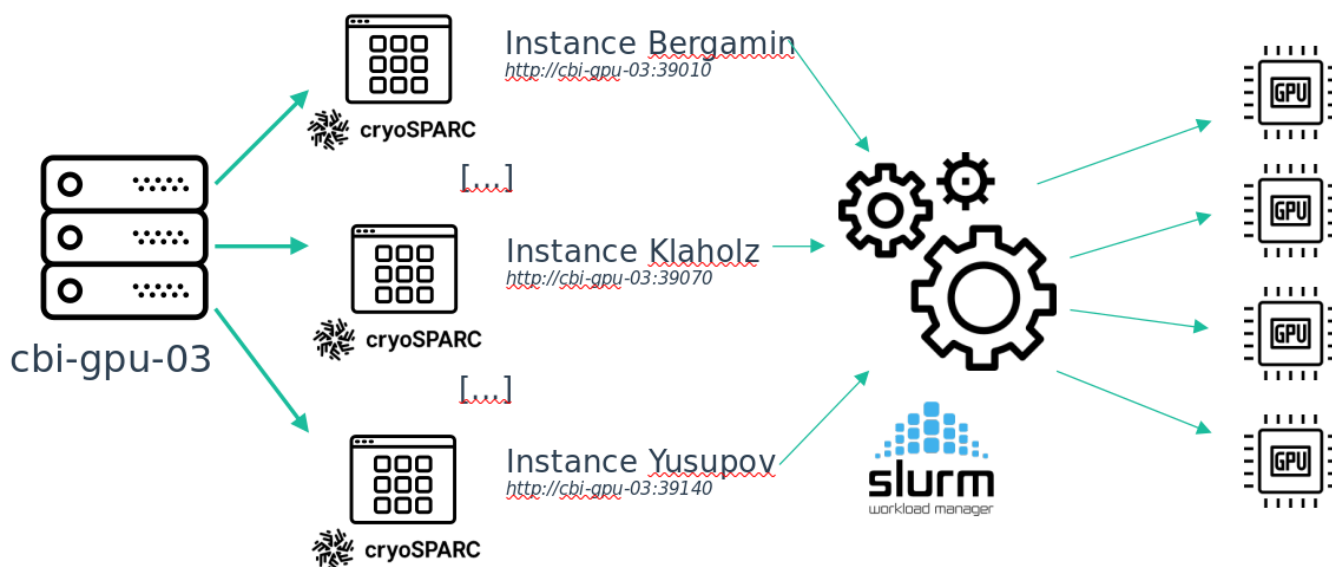 Instance Bergamin
http://cbi-gpu-03:39010
cryoSPARC
[...]
Instance Klaholz
http://cbi-gpu-03:39070
cryoSPARC
cbi-gpu-03
[...]
Instance Yusupov
http://cbi-gpu-03:39140
cryoSPARC
slurm
workload manager
GPU
GPU
GPU
GPU